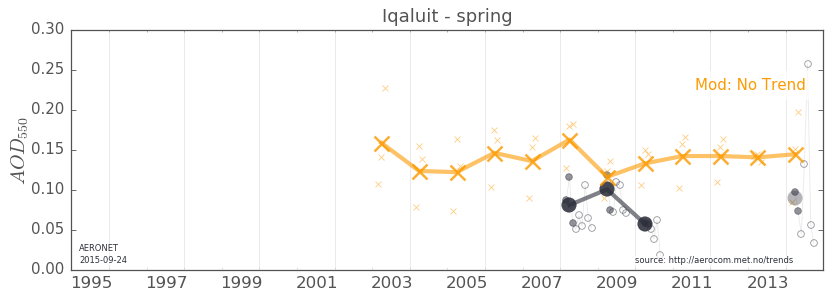 Iqaluit - spring
0.30
0.25
0.20
0.15
0.10
0.05
0.00
AOD550
Mod: No Trend
AERONET
2015-09-24
source: http://aerocom.met.no/trends
1995 1997 1999 2001 2003 2005 2007 2009 2011 2013